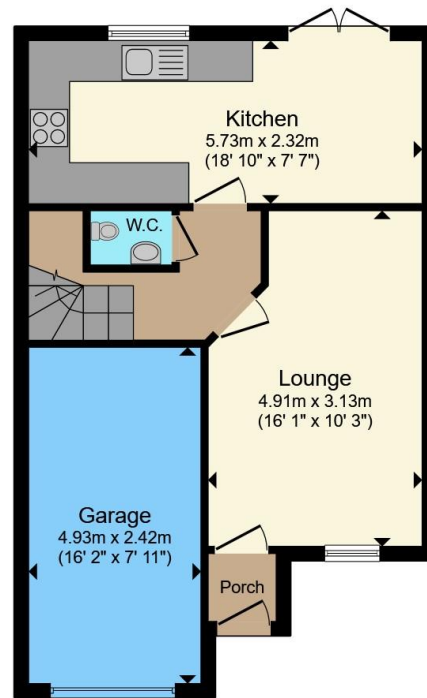 Kitchen
5.73m x 2.32m
(18' 10" x 7' 7")
W.C.
Lounge
4.91m x 3.13m
(16' 1" x 10' 3")
Garage
4.93m x 2.42m
(16' 2" x 7' 11")
Porch